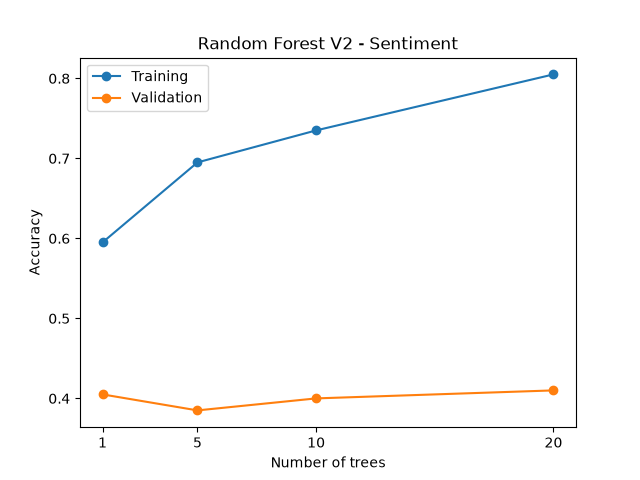 Random Forest V2 - Sentiment
Training
Validation
0.8
0.7
0.6
0.5
0.4
Accuracy
1 5 10 20
Number of trees